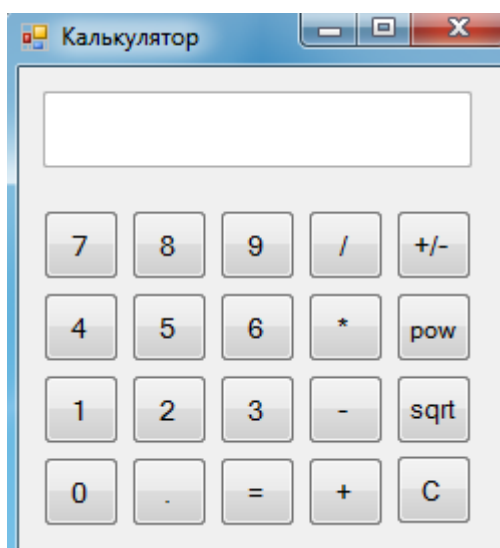 Калькулятор
7 8 9 / +/-
4 5 6 * pow
1 2 3 - sqrt
0 . = + C